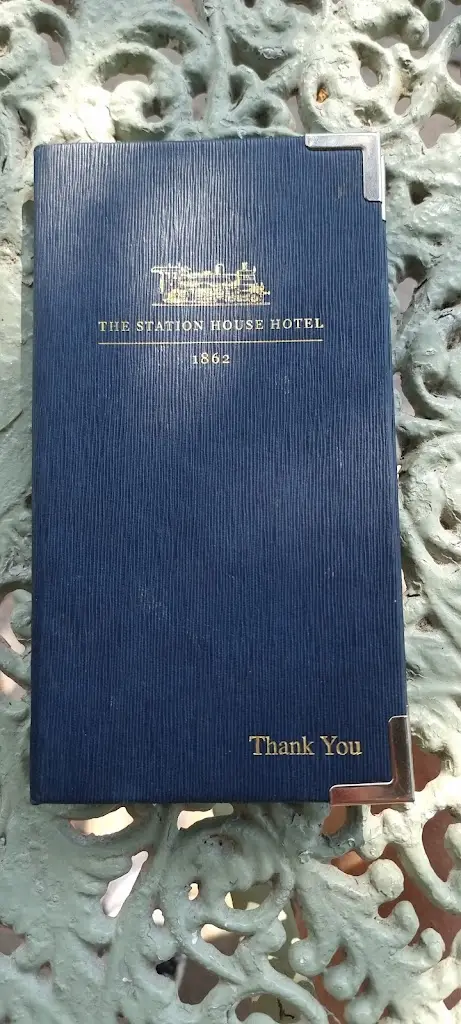 THE STATION HOUSE HOTEL
1862
Thank You